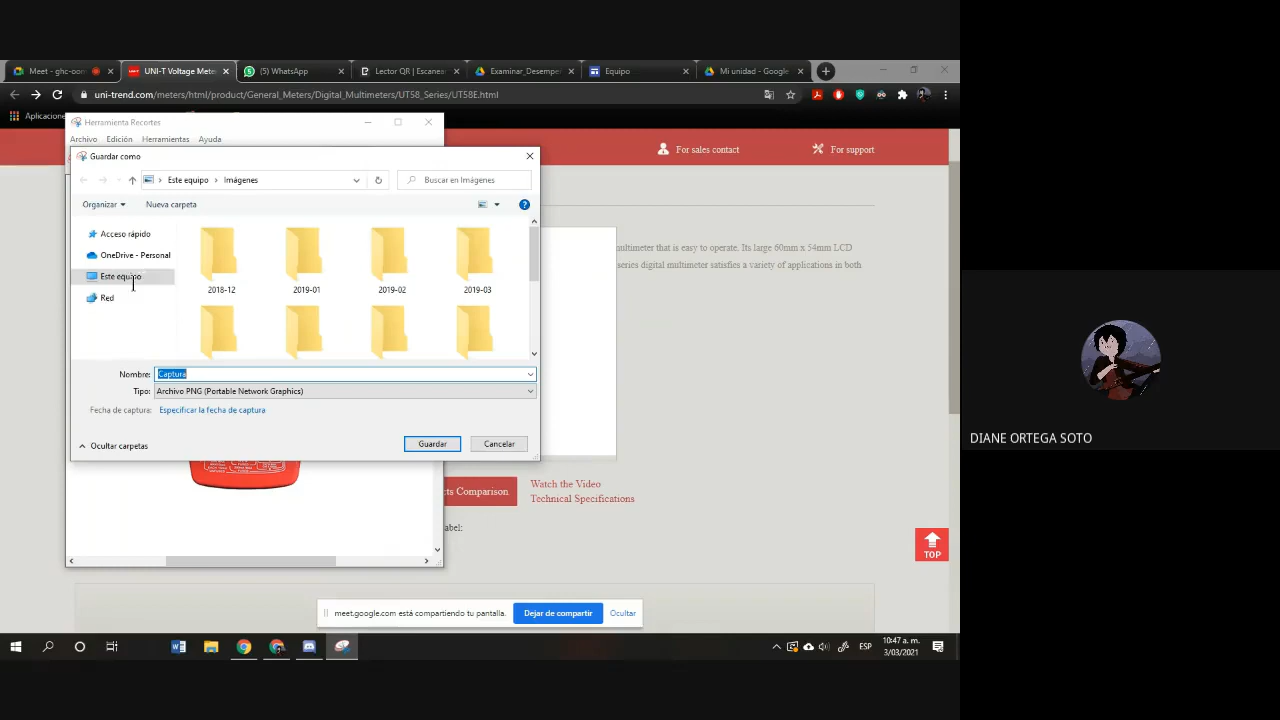 Meet - ghc-oon
UNI-T Voltage Mete
(5) WhatsApp
Lector QR | Escanea
Examinar_Desempe
Equipo
Mi unidad - Google
uni-trend.com/meters/html/product/General_Meters/Digital_Multimeters/UT58_Series/UT58E.html
Aplicacione
Herramienta Recortes
Archivo Edición Herramientas Ayuda
For sales contact
For support
Guardar como
Este equipo > Imágenes
Buscar en Imágenes
Organizar
Nueva carpeta
Acceso rápido
OneDrive - Personal
Este equipo
Red
2018-12
2019-01
2019-02
2019-03
multimeter that is easy to operate. Its large 60mm x 54mm LCD
series digital multimeter satisfies a variety of applications in both
Nombre: Captura
Tipo: Archivo PNG (Portable Network Graphics)
Fecha de captura: Especificar la fecha de captura
Ocultar carpetas
Guardar
Cancelar
cts Comparison
Watch the Video
Technical Specifications
abel:
TOP
meet.google.com está compartiendo tu pantalla.
Dejar de compartir
Ocultar
ESP
10:47 a. m.
3/03/2021
DIANE ORTEGA SOTO